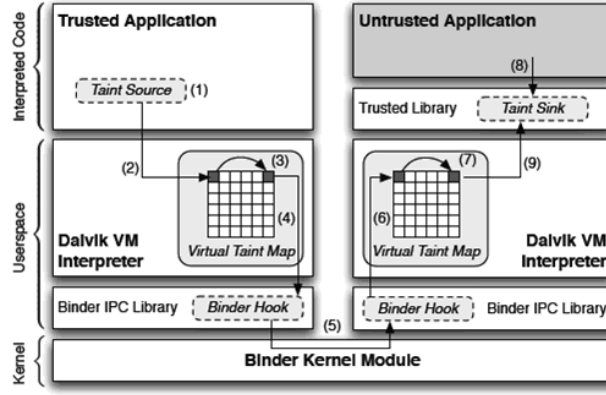 Interpreted Code
Trusted Application
Taint Source
(1)
Untrusted Application
(8)
Trusted Library
Taint Sink
Userspace
(2)
(3)
(4)
Virtual Taint Map
Dalvik VM
Interpreter
(7)
(9)
(6)
Virtual Taint Map
Dalvik VM
Interpreter
Binder IPC Library
Binder Hook
(5)
Binder Hook
Binder IPC Library
Kernel
Binder Kernel Module